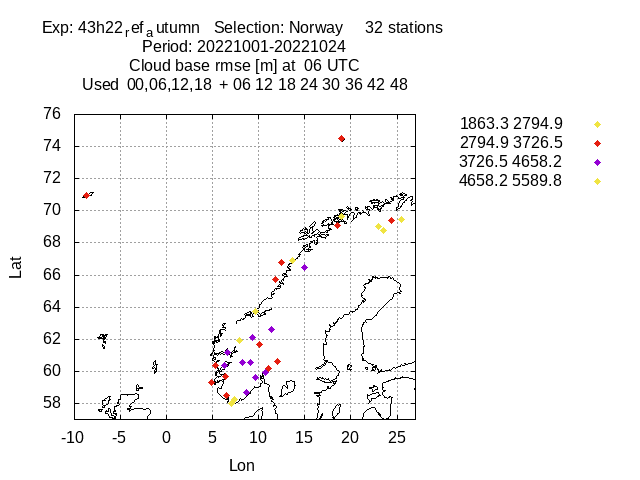 Exp: 43h22ref a utumn Selection: Norway 32 stations
Period: 20221001-20221024
Cloud base rmse [m] at 06 UTC
Used 00,06,12,18 + 06 12 18 24 30 36 42 48
1863.3 2794.9
2794.9 3726.5
3726.5 4658.2
4658.2 5589.8
76
74
72
70
68
66
64
62
60
58
Lat
-10 -5 0 5 10 15 20 25
Lon